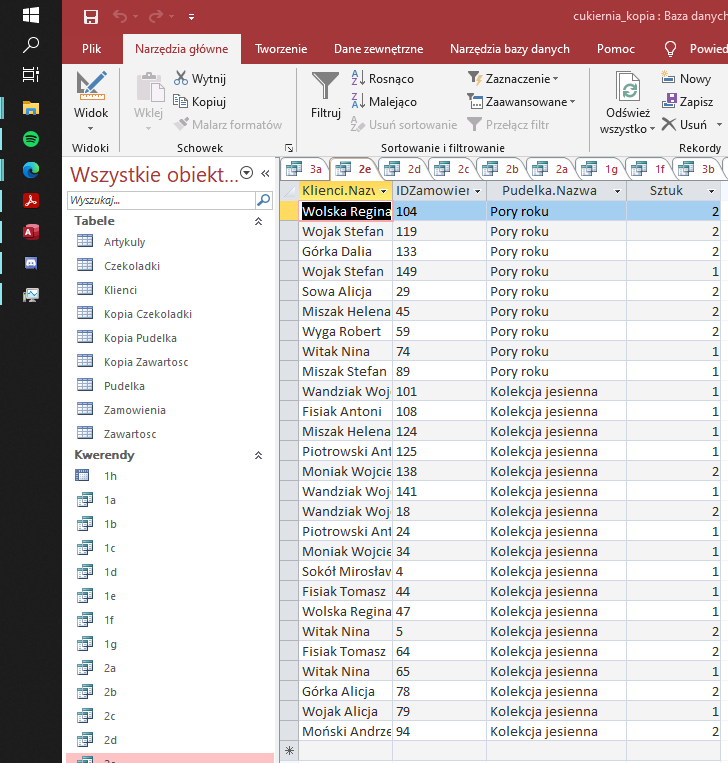 cukiernia_kopia : Baza danych
Plik Narzędzia główne Tworzenie Dane zewnętrzne Narzędzia bazy danych Pomoc Powied
Widok
Widoki
Wklej
Wytnij
Kopiuj
Malarz formatów
Schowek
Filtruj
Rosnąco
Malejąco
Usuń sortowanie
Zaznaczenie
Zaawansowane
Przełącz filtr
Sortowanie i filtrowanie
Odśwież
wszystko
Nowy
Zapisz
Usuń
Rekordy
Wszystkie obiekt...
Wyszukaj...
Tabele
Artykuly
Czekoladki
Klienci
Kopia Czekoladki
Kopia Pudelka
Kopia Zawartosc
Pudelka
Zamowienia
Zawartosc
Kwerendy
1h
1a
1b
1c
1d
1e
1f
1g
2a
2b
2c
2d
3a 2e 2d 2c 2b 2a 1g 1f 3b
Klienci.Nazw IDZamowier Pudelka.Nazwa Sztuk
Wolska Regina 104 Pory roku 2
Wojak Stefan 119 Pory roku 2
Górka Dalia 133 Pory roku 2
Wojak Stefan 149 Pory roku 1
Sowa Alicja 29 Pory roku 2
Miszak Helena 45 Pory roku 2
Wyga Robert 59 Pory roku 2
Witak Nina 74 Pory roku 1
Miszak Stefan 89 Pory roku 1
Wandziak Woj 101 Kolekcja jesienna 1
Fisiak Antoni 108 Kolekcja jesienna 1
Miszak Helena 124 Kolekcja jesienna 1
Piotrowski Ant 125 Kolekcja jesienna 1
Moniak Wojcie 138 Kolekcja jesienna 2
Wandziak Woj 141 Kolekcja jesienna 1
Wandziak Woj 18 Kolekcja jesienna 2
Piotrowski Ant 24 Kolekcja jesienna 1
Moniak Wojcie 34 Kolekcja jesienna 1
Sokół Mirosław 4 Kolekcja jesienna 1
Fisiak Tomasz 44 Kolekcja jesienna 1
Wolska Regina 47 Kolekcja jesienna 1
Witak Nina 5 Kolekcja jesienna 2
Fisiak Tomasz 64 Kolekcja jesienna 2
Witak Nina 65 Kolekcja jesienna 1
Górka Alicja 78 Kolekcja jesienna 2
Wojak Alicja 79 Kolekcja jesienna 1
Moński Andrze 94 Kolekcja jesienna 2